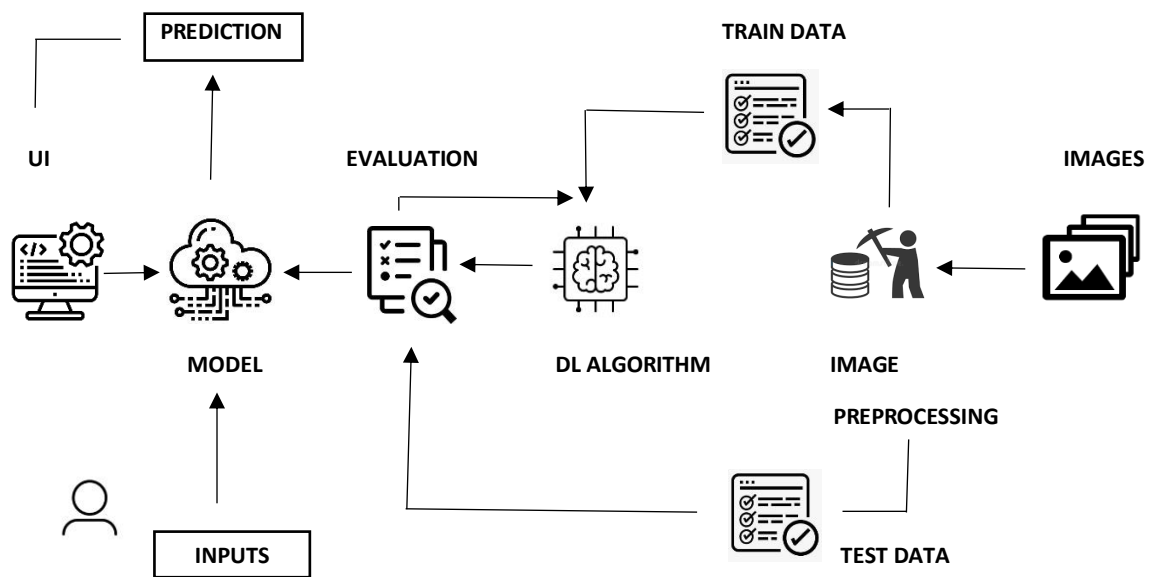 PREDICTION
TRAIN DATA
UI
EVALUATION
IMAGES
</>
MODEL
DL ALGORITHM
IMAGE
PREPROCESSING
INPUTS
TEST DATA